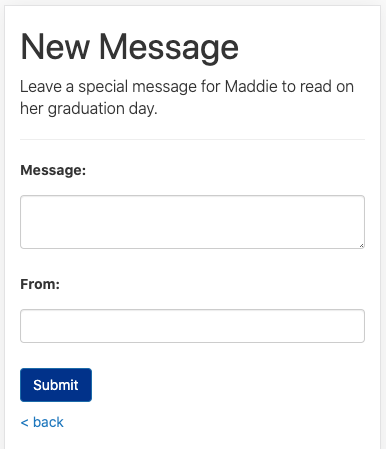 New Message
Leave a special message for Maddie to read on
her graduation day.
Message:
From:
Submit
< back